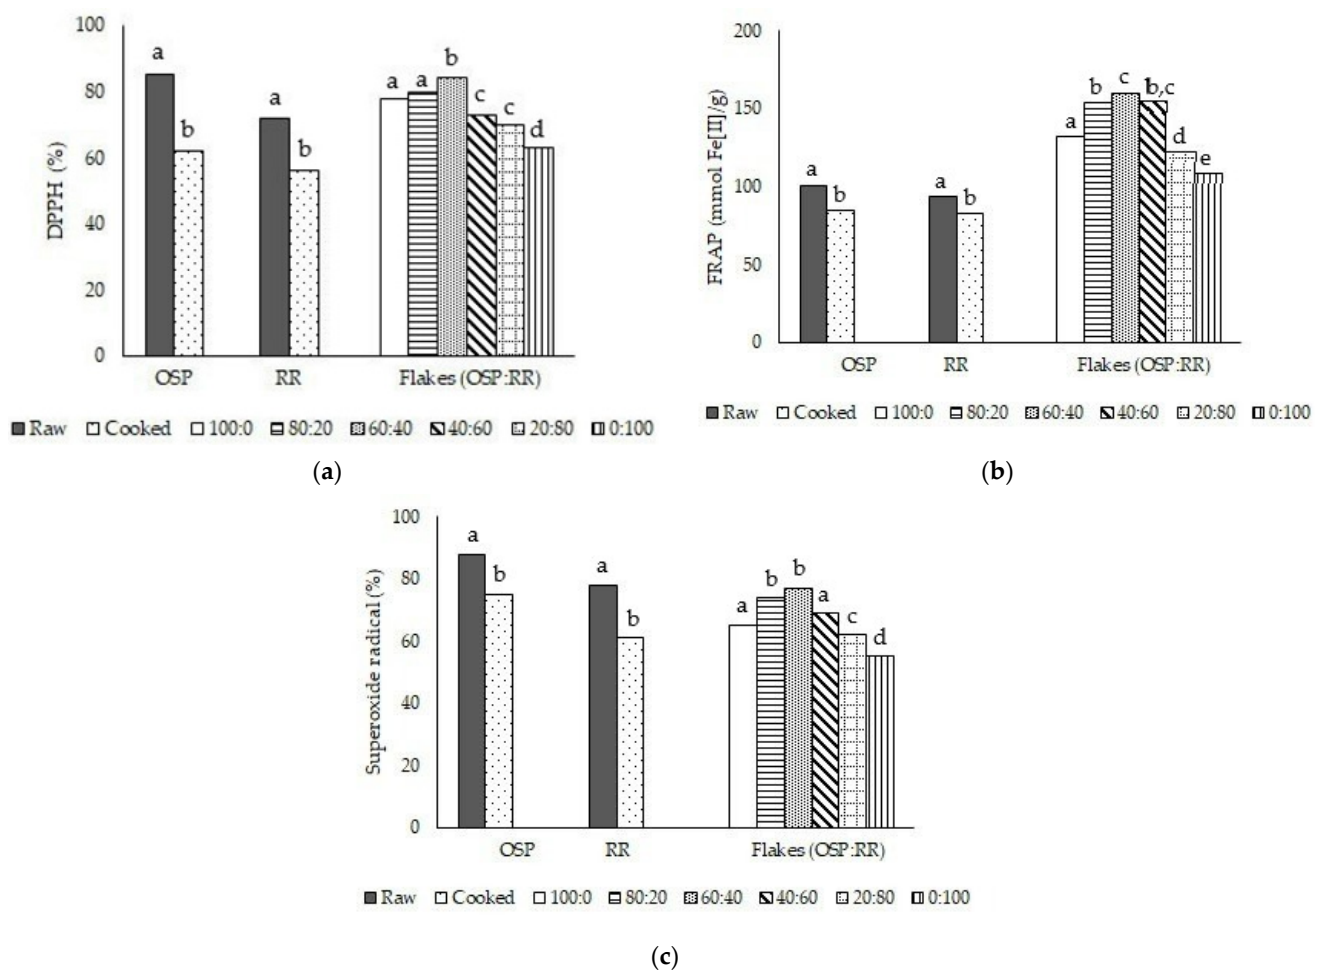 100
80
60
40
20
0
DPPH (%)
a
b
a
b
a
a
b
c
c
d
OSP
RR
Flakes (OSP:RR)
Raw Cooked 100:0 80:20 60:40 40:60 20:80 0:100
(a)
200
150
100
50
0
FRAP (mmol Fe[II]/g)
a
b
a
b
a
b
c
b,c
d
e
OSP
RR
Flakes (OSP:RR)
Raw Cooked 100:0 80:20 60:40 40:60 20:80 0:100
(b)
100
80
60
40
20
0
Superoxide radical (%)
a
b
a
b
a
b
b
a
c
d
OSP
RR
Flakes (OSP:RR)
Raw Cooked 100:0 80:20 60:40 40:60 20:80 0:100
(c)